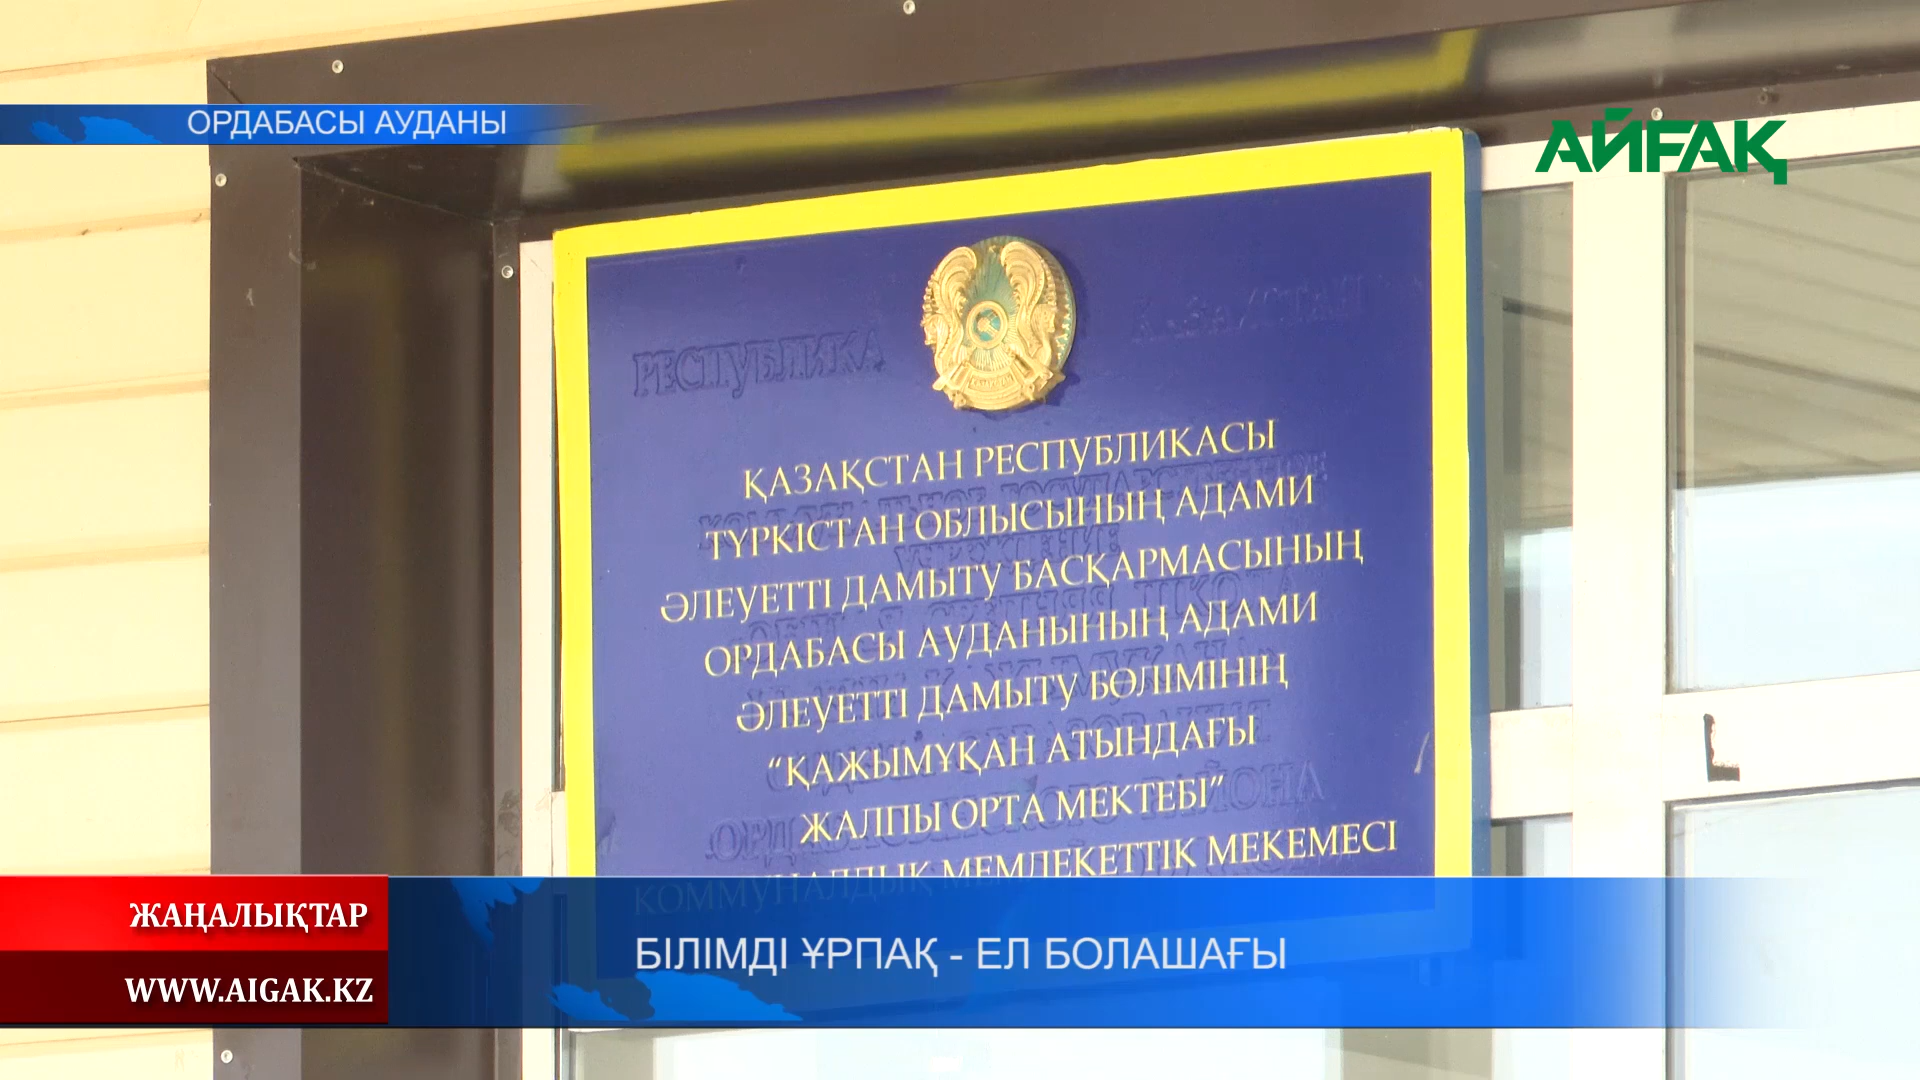 ОРДАБАСЫ АУДАНЫ
АЙҒАҚ
РЕСПУБЛИКА
ҚАЗАҚСТАН РЕСПУБЛИКАСЫ
ТҮРКІСТАН ОБЛЫСЫНЫҢ АДАМИ
ӘЛЕУЕТТІ ДАМЫТУ БАСҚАРМАСЫНЫҢ
ОРДАБАСЫ АУДАНЫНЫҢ АДАМИ
ӘЛЕУЕТТІ ДАМЫТУ БӨЛІМІНІҢ
“ҚАЖЫМҰҚАН АТЫНДАҒЫ
ЖАЛПЫ ОРТА МЕКТЕБІ”
КОММУНАЛДЫҚ МЕМЛЕКЕТТІК МЕКЕМЕСІ
ЖАҢАЛЫҚТАР
WWW.AIGAK.KZ
БІЛІМДІ ҰРПАҚ - ЕЛ БОЛАШАҒЫ